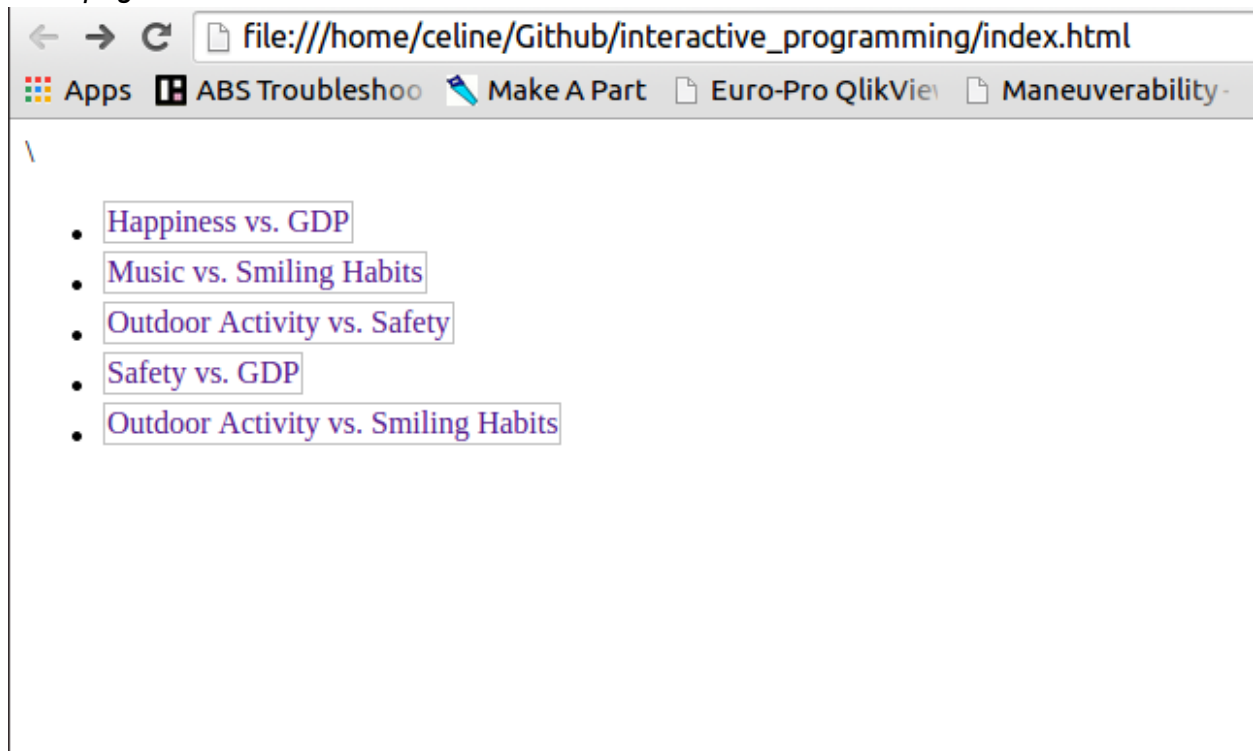 file:///home/celine/Github/interactive_programming/index.html
Apps ABS Troubleshoo Make A Part Euro-Pro QlikView Maneuverability -
\
• Happiness vs. GDP
• Music vs. Smiling Habits
• Outdoor Activity vs. Safety
• Safety vs. GDP
• Outdoor Activity vs. Smiling Habits